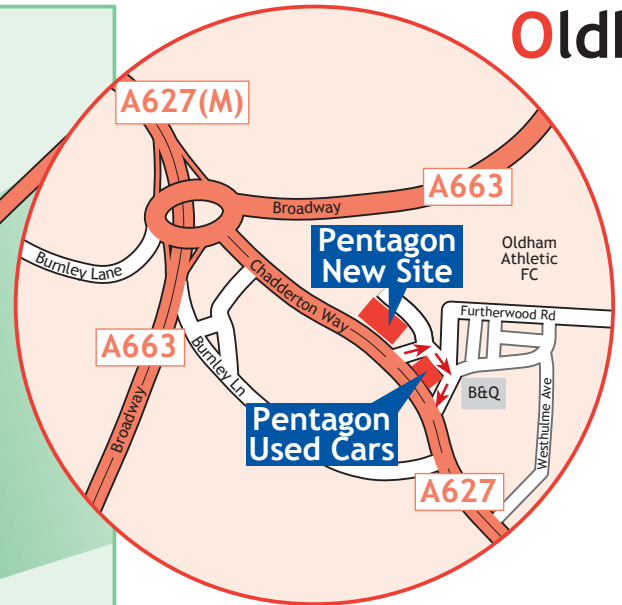 Oldh
A627(M)
A663
Broadway
Pentagon
New Site
Oldham
Athletic
FC
Burnley Lane
Chadderton Way
Furtherwood Rd
A663
Burnley Ln
B&Q
Westhulme Ave
Broadway
Pentagon
Used Cars
A627